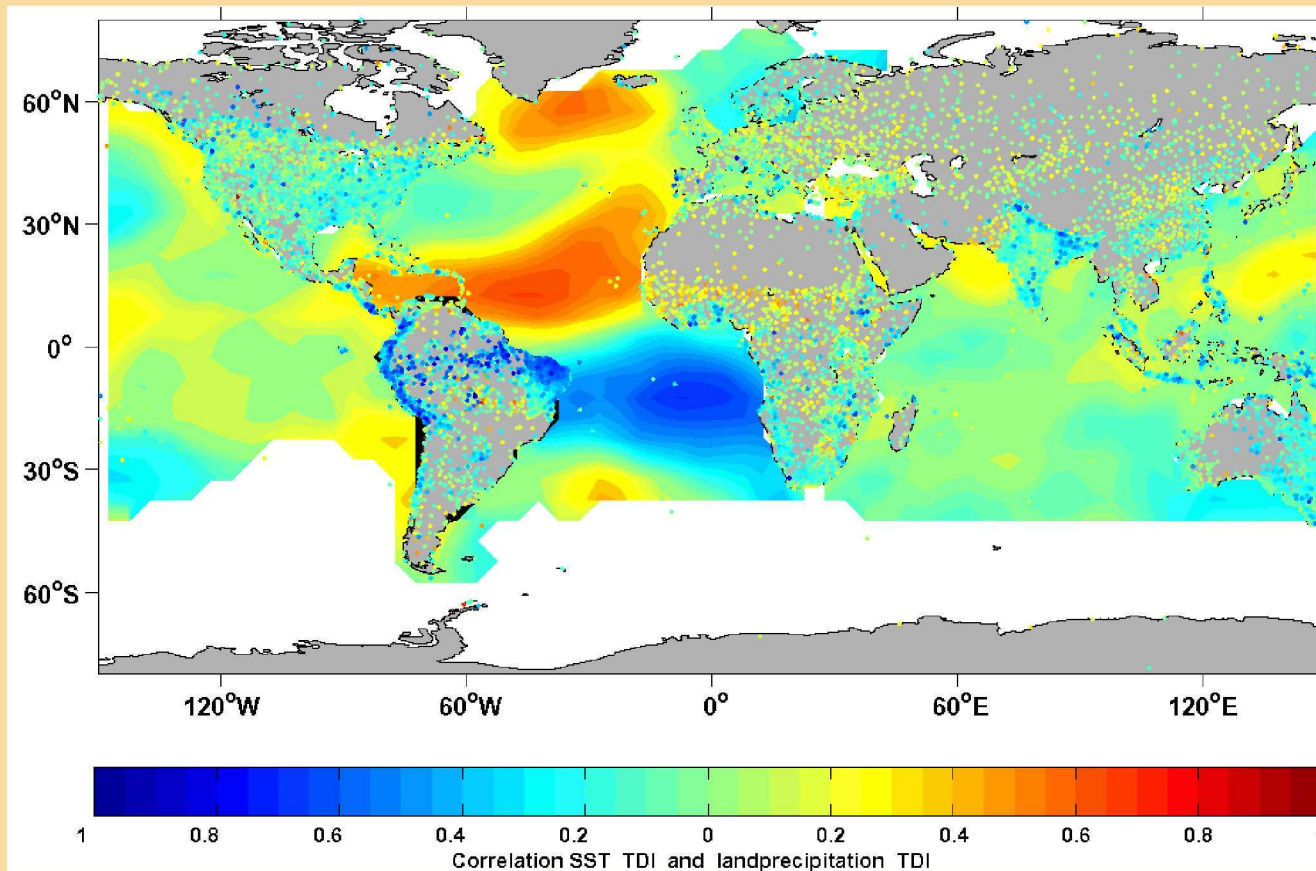 60°N
30°N
0°
30°S
60°S
120°W 60°W 0° 60°E 120°E
1 0.8 0.6 0.4 0.2 0 0.2 0.4 0.6 0.8
Correlation SST TDI and landprecipitation TDI